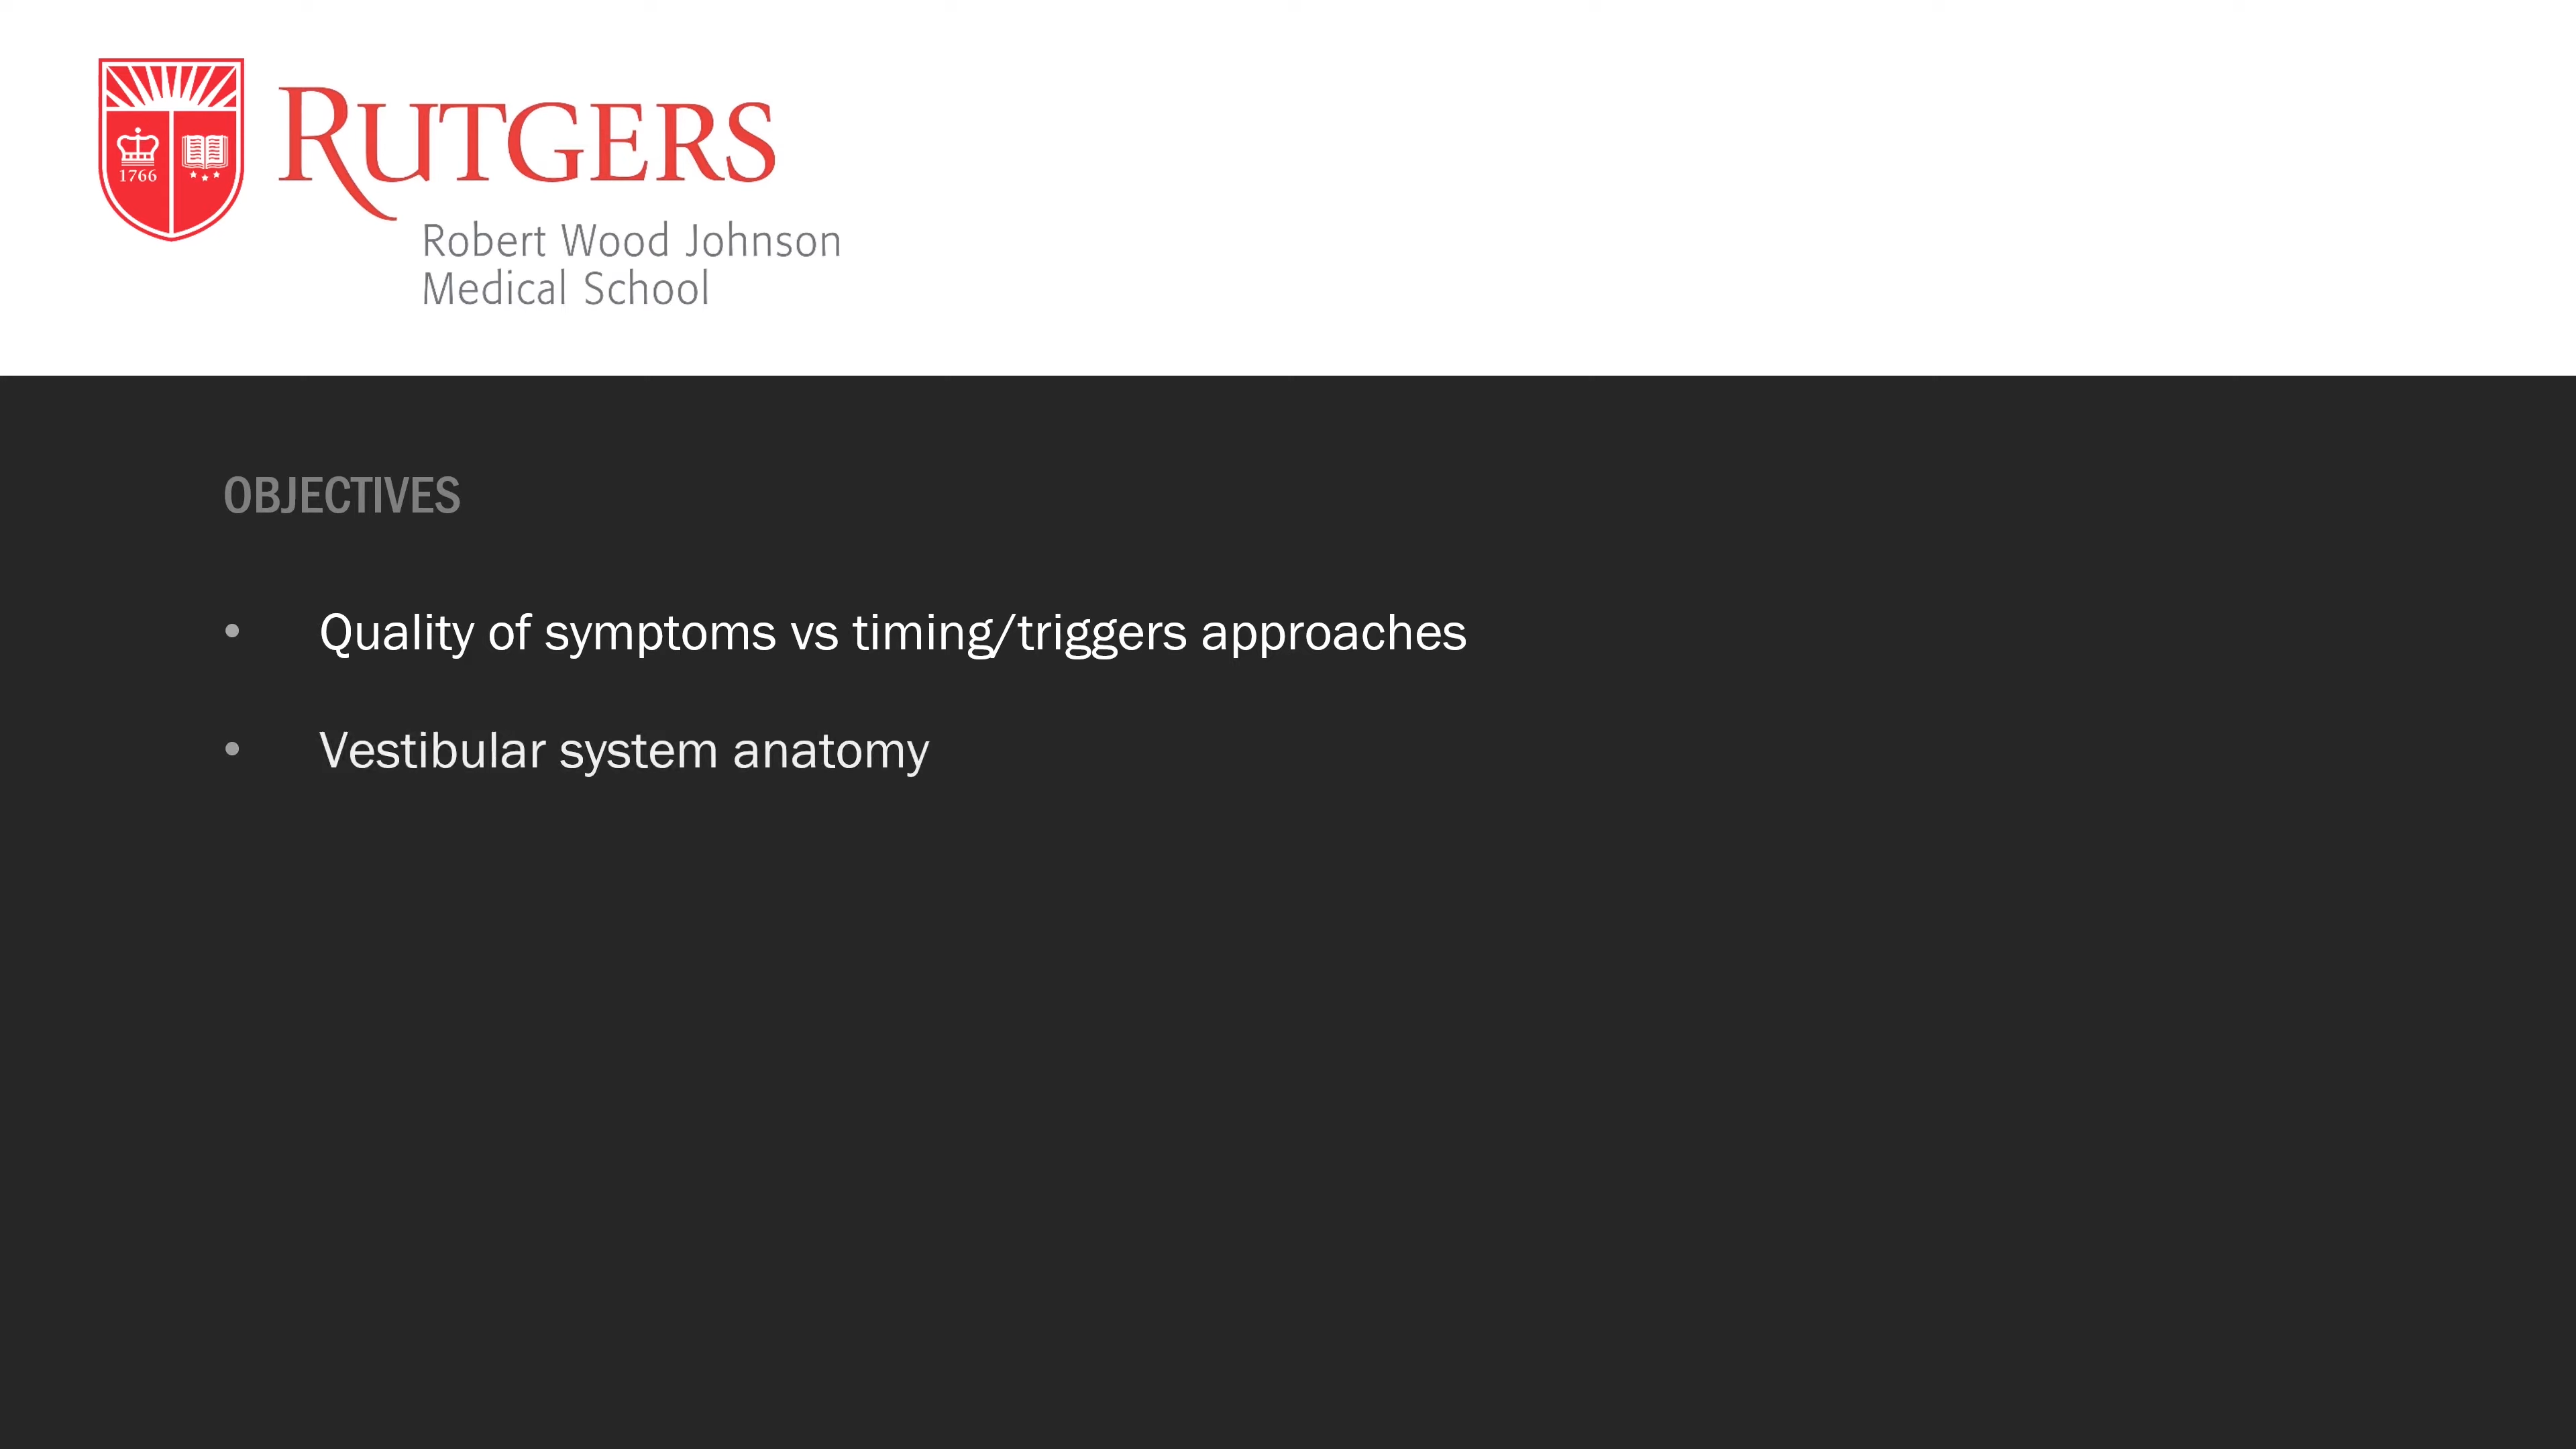 1766
RUTGERS
Robert Wood Johnson
Medical School
OBJECTIVES
• Quality of symptoms vs timing/triggers approaches
• Vestibular system anatomy